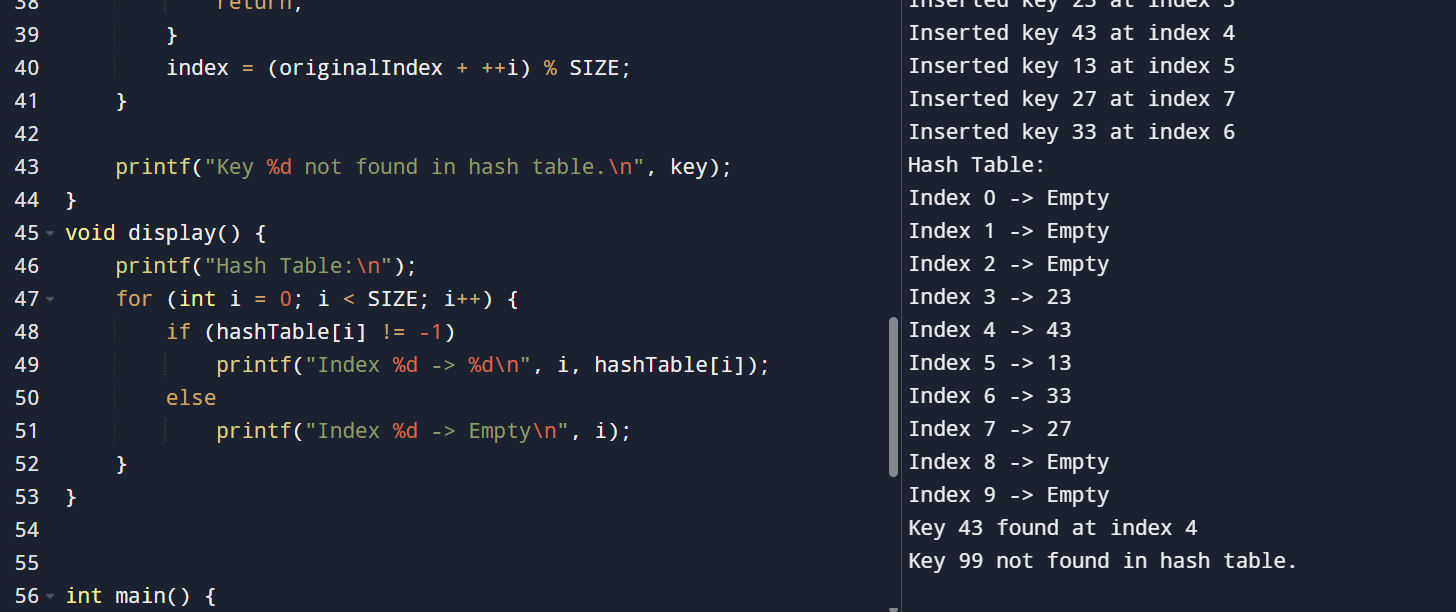 38 return;
39 }
40 index = (originalIndex + ++i) % SIZE;
41 }
42
43 printf("Key %d not found in hash table.\n", key);
44 }
45 void display() {
46 printf("Hash Table:\n");
47 for (int i = 0; i < SIZE; i++) {
48 if (hashTable[i] != -1)
49 printf("Index %d -> %d\n", i, hashTable[i]);
50 else
51 printf("Index %d -> Empty\n", i);
52 }
53 }
54
55
56 int main() {
Inserted key 23 at index 3
Inserted key 43 at index 4
Inserted key 13 at index 5
Inserted key 27 at index 7
Inserted key 33 at index 6
Hash Table:
Index 0 -> Empty
Index 1 -> Empty
Index 2 -> Empty
Index 3 -> 23
Index 4 -> 43
Index 5 -> 13
Index 6 -> 33
Index 7 -> 27
Index 8 -> Empty
Index 9 -> Empty
Key 43 found at index 4
Key 99 not found in hash table.